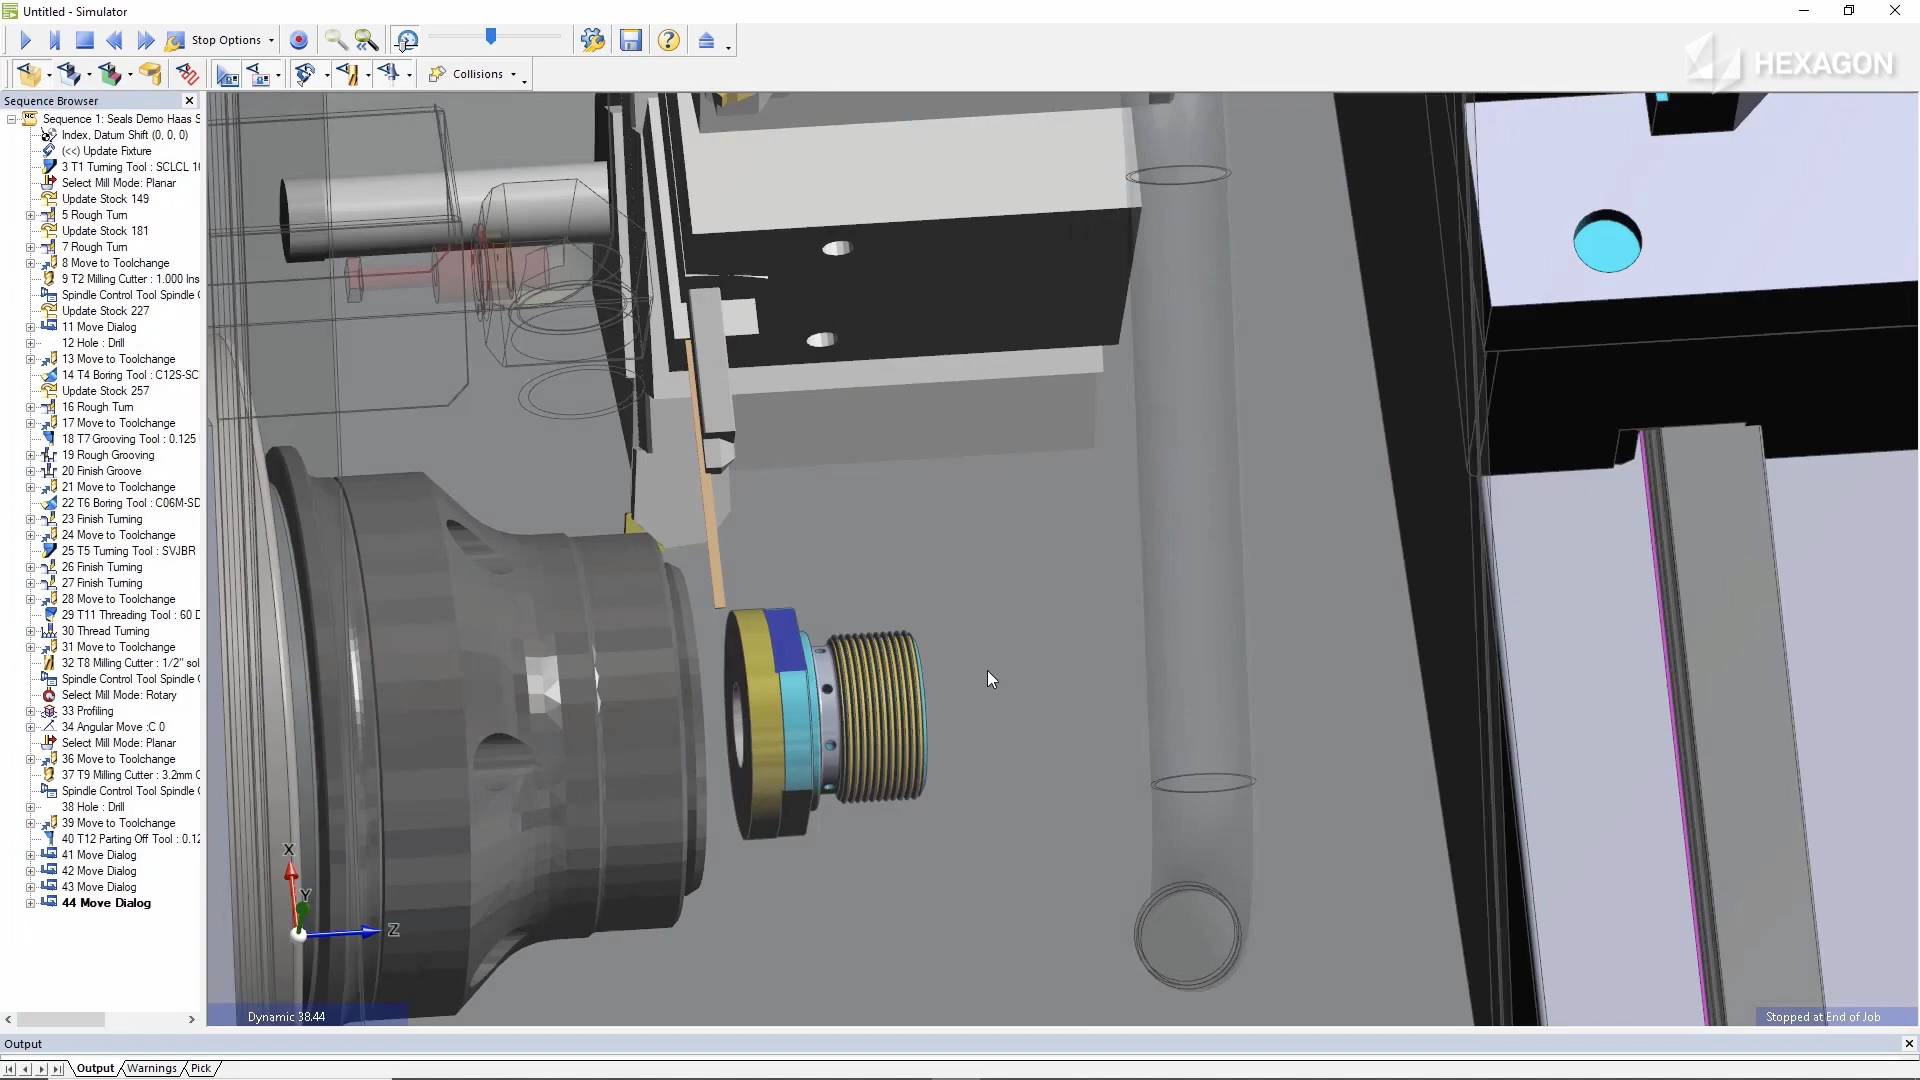 Untitled - Simulator
Stop Options
HEXAGON
Collisions
Sequence Browser
Sequence 1: Seals Demo Haas S
Index, Datum Shift (0, 0, 0)
(<<) Update Fixture
3 T1 Turning Tool : SCLCL 16
Select Mill Mode: Planar
Update Stock 149
5 Rough Turn
Update Stock 181
7 Rough Turn
8 Move to Toolchange
9 T2 Milling Cutter : 1.000 Ins
Spindle Control Tool Spindle C
Update Stock 227
11 Move Dialog
12 Hole : Drill
13 Move to Toolchange
14 T4 Boring Tool : C12S-SC
Update Stock 257
16 Rough Turn
17 Move to Toolchange
18 T7 Grooving Tool : 0.125
19 Rough Grooving
20 Finish Groove
21 Move to Toolchange
22 T6 Boring Tool : C06M-SD
23 Finish Turning
24 Move to Toolchange
25 T5 Turning Tool : SVJBR
26 Finish Turning
27 Finish Turning
28 Move to Toolchange
29 T11 Threading Tool : 60 D
30 Thread Turning
31 Move to Toolchange
32 T8 Milling Cutter : 1/2" sol
Spindle Control Tool Spindle C
Select Mill Mode: Rotary
33 Profiling
34 Angular Move :C 0
Select Mill Mode: Planar
36 Move to Toolchange
37 T9 Milling Cutter : 3.2mm C
Spindle Control Tool Spindle C
38 Hole : Drill
39 Move to Toolchange
40 T12 Parting Off Tool : 0.12
41 Move Dialog
42 Move Dialog
43 Move Dialog
44 Move Dialog
X
Y
Z
Dynamic 38.44
Stopped at End of Job
Output
Output
Warnings
Pick